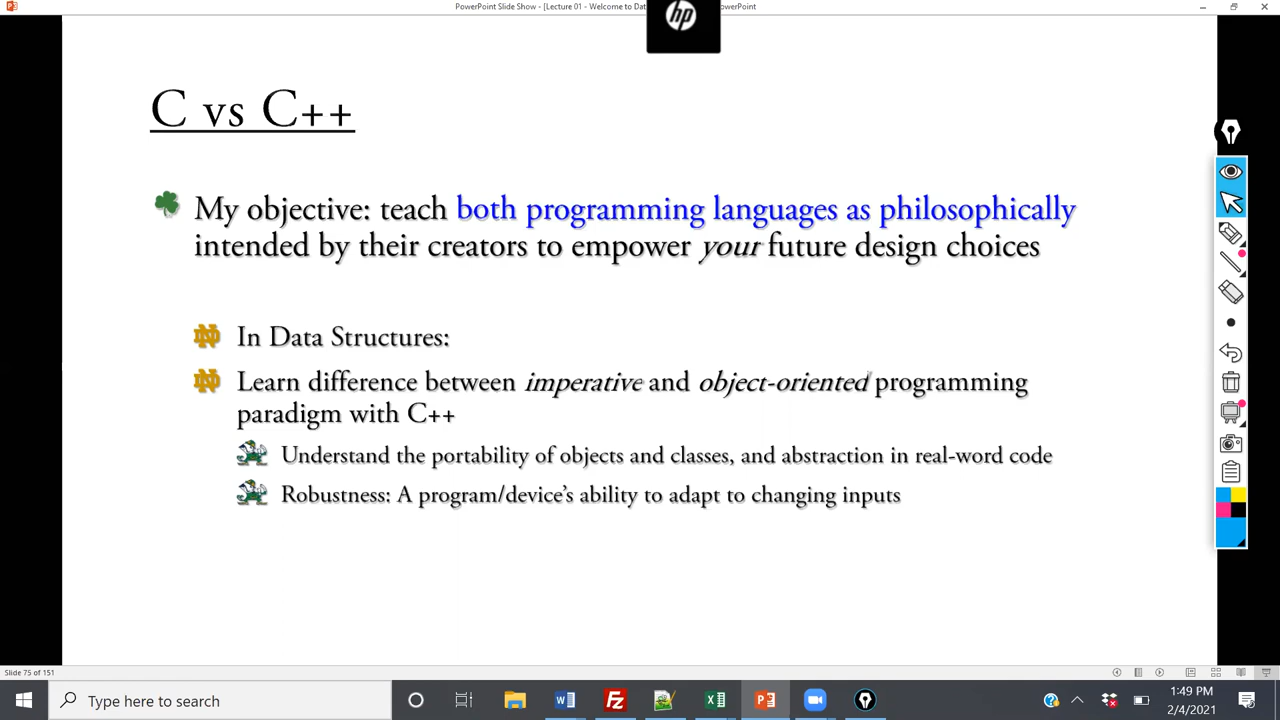 PowerPoint Slide Show - [Lecture 01 - Welcome to Dat
owerPoint
hp
C vs C++
My objective: teach both programming languages as philosophically
intended by their creators to empower your future design choices
In Data Structures:
Learn difference between imperative and object-oriented programming
paradigm with C++
Understand the portability of objects and classes, and abstraction in real-word code
Robustness: A program/device's ability to adapt to changing inputs
Slide 75 of 151
Type here to search
1:49 PM
2/4/2021